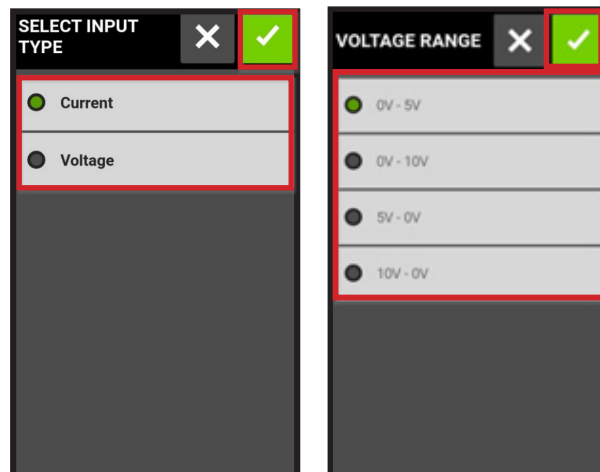 SELECT INPUT
TYPE
Current
Voltage
VOLTAGE RANGE
0V - 5V
0V - 10V
5V - 0V
10V - 0V